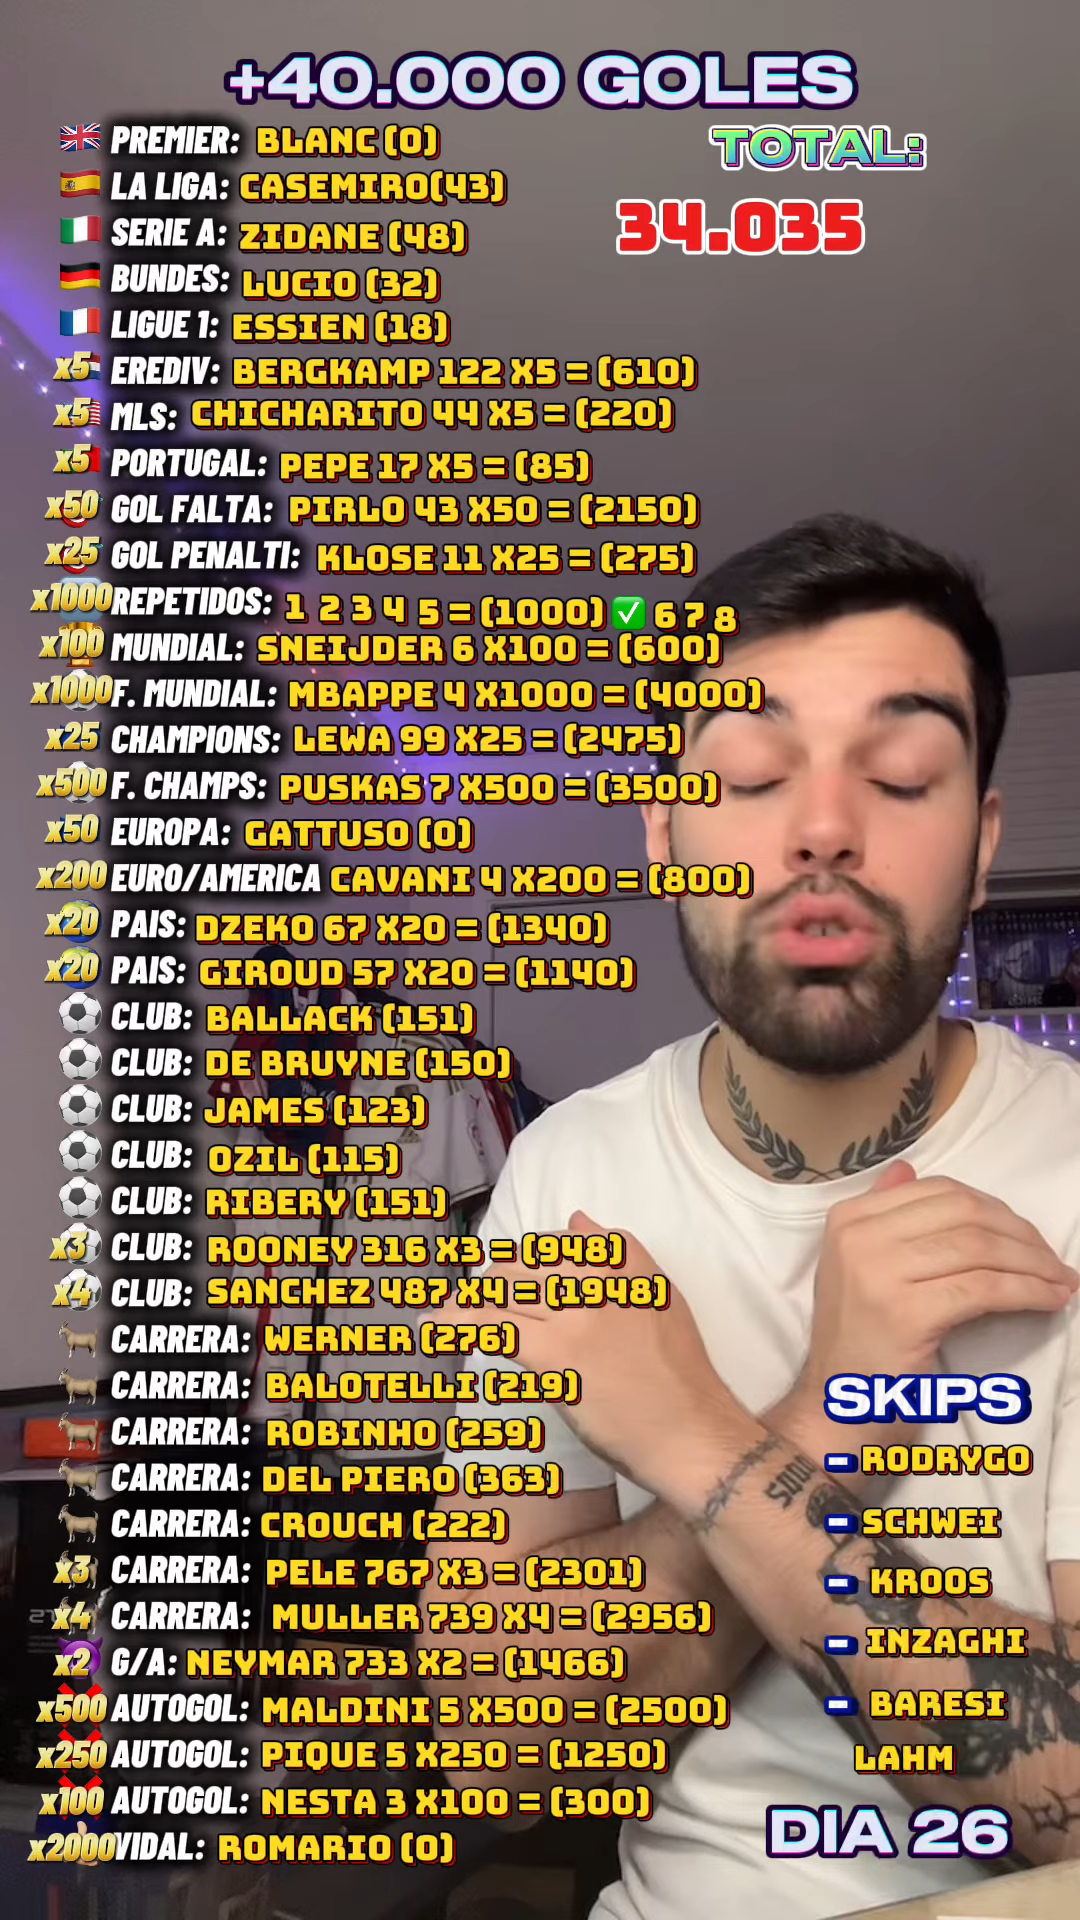 +40.000 GOLES
TOTAL:
34.035
PREMIER: BLANC (0)
LA LIGA: CASEMIRO(43)
SERIE A: ZIDANE (48)
BUNDES: LUCIO (32)
LIGUE 1: ESSIEN (18)
x5 EREDIV: BERGKAMP 122 X5 = (610)
x5 MLS: CHICHARITO 44 X5 = (220)
x5 PORTUGAL: PEPE 17 X5 = (85)
x50 GOL FALTA: PIRLO 43 X50 = (2150)
x25 GOL PENALTI: KLOSE 11 X25 = (275)
x1000 REPETIDOS: 1 2 3 4 5 = (1000) ✅ 6 7 8
x100 MUNDIAL: SNEIJDER 6 X100 = (600)
x1000 F. MUNDIAL: MBAPPE 4 X1000 = (4000)
x25 CHAMPIONS: LEWA 99 X25 = (2475)
x500 F. CHAMPS: PUSKAS 7 X500 = (3500)
x50 EUROPA: GATTUSO (0)
x200 EURO/AMERICA CAVANI 4 X200 = (800)
x20 PAIS: DZEKO 67 X20 = (1340)
x20 PAIS: GIROUD 57 X20 = (1140)
CLUB: BALLACK (151)
CLUB: DE BRUYNE (150)
CLUB: JAMES (123)
CLUB: OZIL (115)
CLUB: RIBERY (151)
x3 CLUB: ROONEY 316 X3 = (948)
x4 CLUB: SANCHEZ 487 X4 = (1948)
CARRERA: WERNER (276)
CARRERA: BALOTELLI (219)
CARRERA: ROBINHO (259)
CARRERA: DEL PIERO (363)
CARRERA: CROUCH (222)
x3 CARRERA: PELE 767 X3 = (2301)
x4 CARRERA: MULLER 739 X4 = (2956)
x2 G/A: NEYMAR 733 X2 = (1466)
x500 AUTOGOL: MALDINI 5 X500 = (2500)
x250 AUTOGOL: PIQUE 5 X250 = (1250)
x100 AUTOGOL: NESTA 3 X100 = (300)
x2000 VIDAL: ROMARIO (0)
SKIPS
- RODRYGO
- SCHWEI
- KROOS
- INZAGHI
- BARESI
LAHM
DIA 26